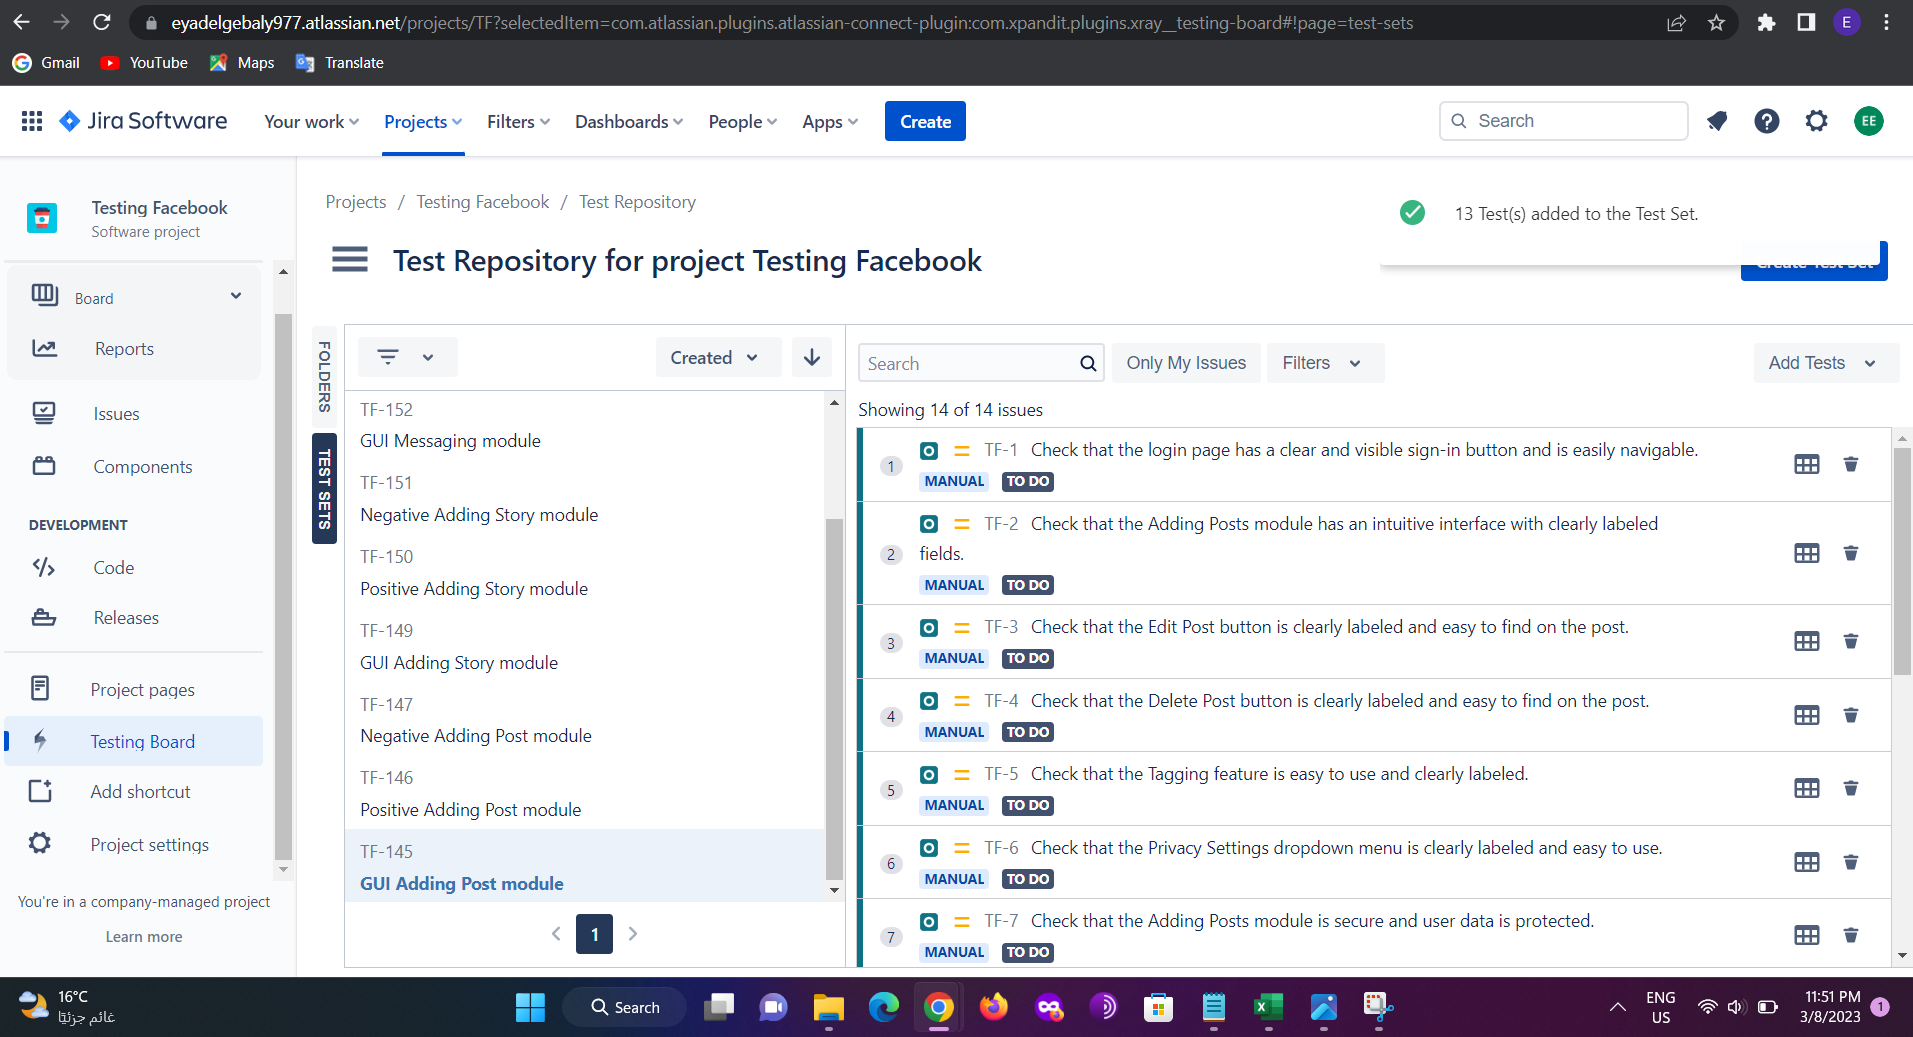 eyadelgebaly977.atlassian.net/projects/TF?selectedItem=com.atlassian.plugins.atlassian-connect-plugin:com.xpandit.plugins.xray__testing-board#!page=test-sets
E
Gmail YouTube Maps Translate
Jira Software Your work Projects Filters Dashboards People Apps Create Search EE
Testing Facebook
Software project
Board
Reports
Issues
Components
DEVELOPMENT
Code
Releases
Project pages
Testing Board
Add shortcut
Project settings
You're in a company-managed project
Learn more
Projects / Testing Facebook / Test Repository
13 Test(s) added to the Test Set.
Test Repository for project Testing Facebook
Create Test Set
FOLDERS
TEST SETS
Created
TF-152
GUI Messaging module
TF-151
Negative Adding Story module
TF-150
Positive Adding Story module
TF-149
GUI Adding Story module
TF-147
Negative Adding Post module
TF-146
Positive Adding Post module
TF-145
GUI Adding Post module
1
Search Only My Issues Filters Add Tests
Showing 14 of 14 issues
1 TF-1 Check that the login page has a clear and visible sign-in button and is easily navigable.
MANUAL TO DO
2 TF-2 Check that the Adding Posts module has an intuitive interface with clearly labeled
fields.
MANUAL TO DO
3 TF-3 Check that the Edit Post button is clearly labeled and easy to find on the post.
MANUAL TO DO
4 TF-4 Check that the Delete Post button is clearly labeled and easy to find on the post.
MANUAL TO DO
5 TF-5 Check that the Tagging feature is easy to use and clearly labeled.
MANUAL TO DO
6 TF-6 Check that the Privacy Settings dropdown menu is clearly labeled and easy to use.
MANUAL TO DO
7 TF-7 Check that the Adding Posts module is secure and user data is protected.
MANUAL TO DO
16°C
غائم جزئيًا
Search
ENG
US
11:51 PM
3/8/2023
1